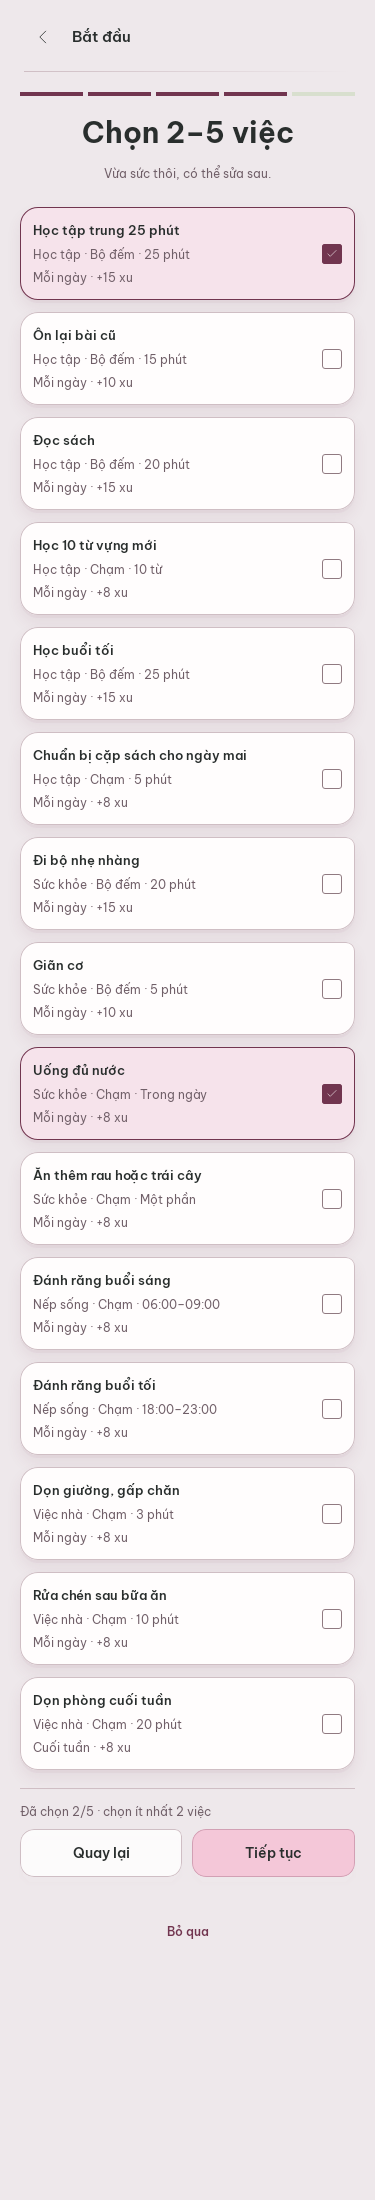 Bắt đầu
Chọn 2–5 việc
Vừa sức thôi, có thể sửa sau.
Học tập trung 25 phút
Học tập · Bộ đếm · 25 phút
Mỗi ngày · +15 xu
Ôn lại bài cũ
Học tập · Bộ đếm · 15 phút
Mỗi ngày · +10 xu
Đọc sách
Học tập · Bộ đếm · 20 phút
Mỗi ngày · +15 xu
Học 10 từ vựng mới
Học tập · Chạm · 10 từ
Mỗi ngày · +8 xu
Học buổi tối
Học tập · Bộ đếm · 25 phút
Mỗi ngày · +15 xu
Chuẩn bị cặp sách cho ngày mai
Học tập · Chạm · 5 phút
Mỗi ngày · +8 xu
Đi bộ nhẹ nhàng
Sức khỏe · Bộ đếm · 20 phút
Mỗi ngày · +15 xu
Giãn cơ
Sức khỏe · Bộ đếm · 5 phút
Mỗi ngày · +10 xu
Uống đủ nước
Sức khỏe · Chạm · Trong ngày
Mỗi ngày · +8 xu
Ăn thêm rau hoặc trái cây
Sức khỏe · Chạm · Một phần
Mỗi ngày · +8 xu
Đánh răng buổi sáng
Nếp sống · Chạm · 06:00–09:00
Mỗi ngày · +8 xu
Đánh răng buổi tối
Nếp sống · Chạm · 18:00–23:00
Mỗi ngày · +8 xu
Dọn giường, gấp chăn
Việc nhà · Chạm · 3 phút
Mỗi ngày · +8 xu
Rửa chén sau bữa ăn
Việc nhà · Chạm · 10 phút
Mỗi ngày · +8 xu
Dọn phòng cuối tuần
Việc nhà · Chạm · 20 phút
Cuối tuần · +8 xu
Đã chọn 2/5 · chọn ít nhất 2 việc
Quay lại
Tiếp tục
Bỏ qua